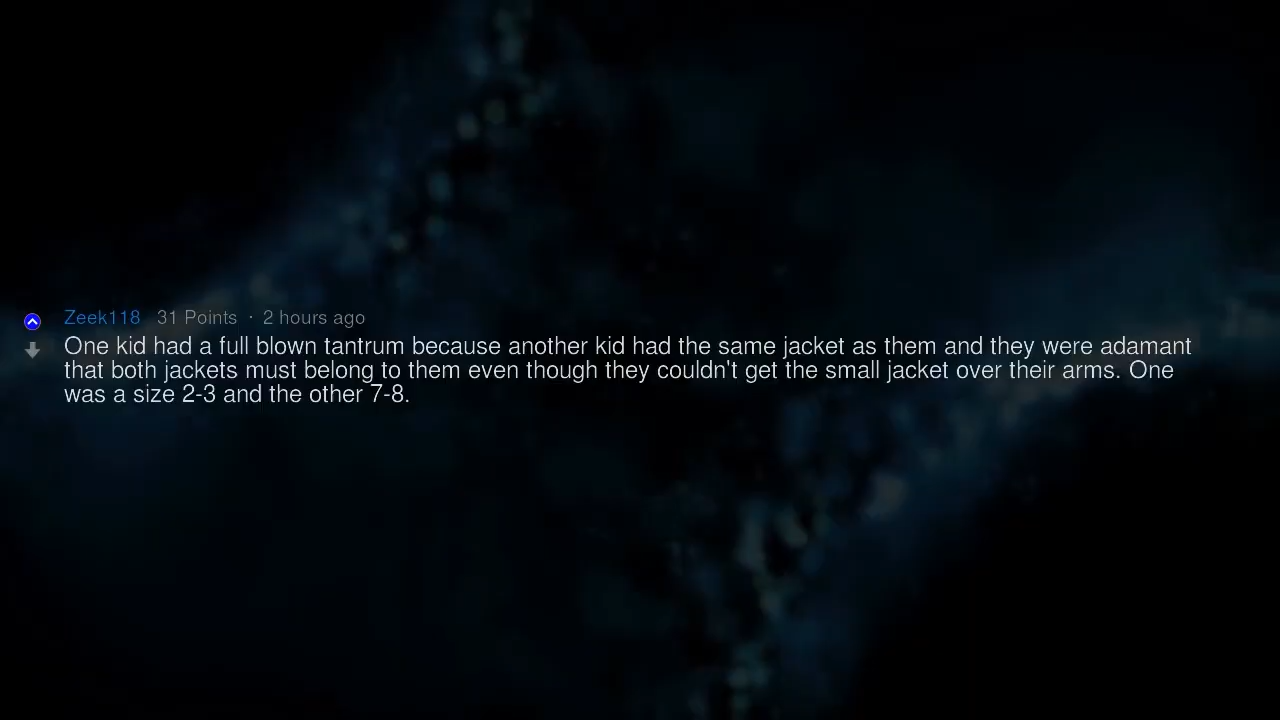 Zeek118 31 Points · 2 hours ago
One kid had a full blown tantrum because another kid had the same jacket as them and they were adamant
that both jackets must belong to them even though they couldn't get the small jacket over their arms. One
was a size 2-3 and the other 7-8.